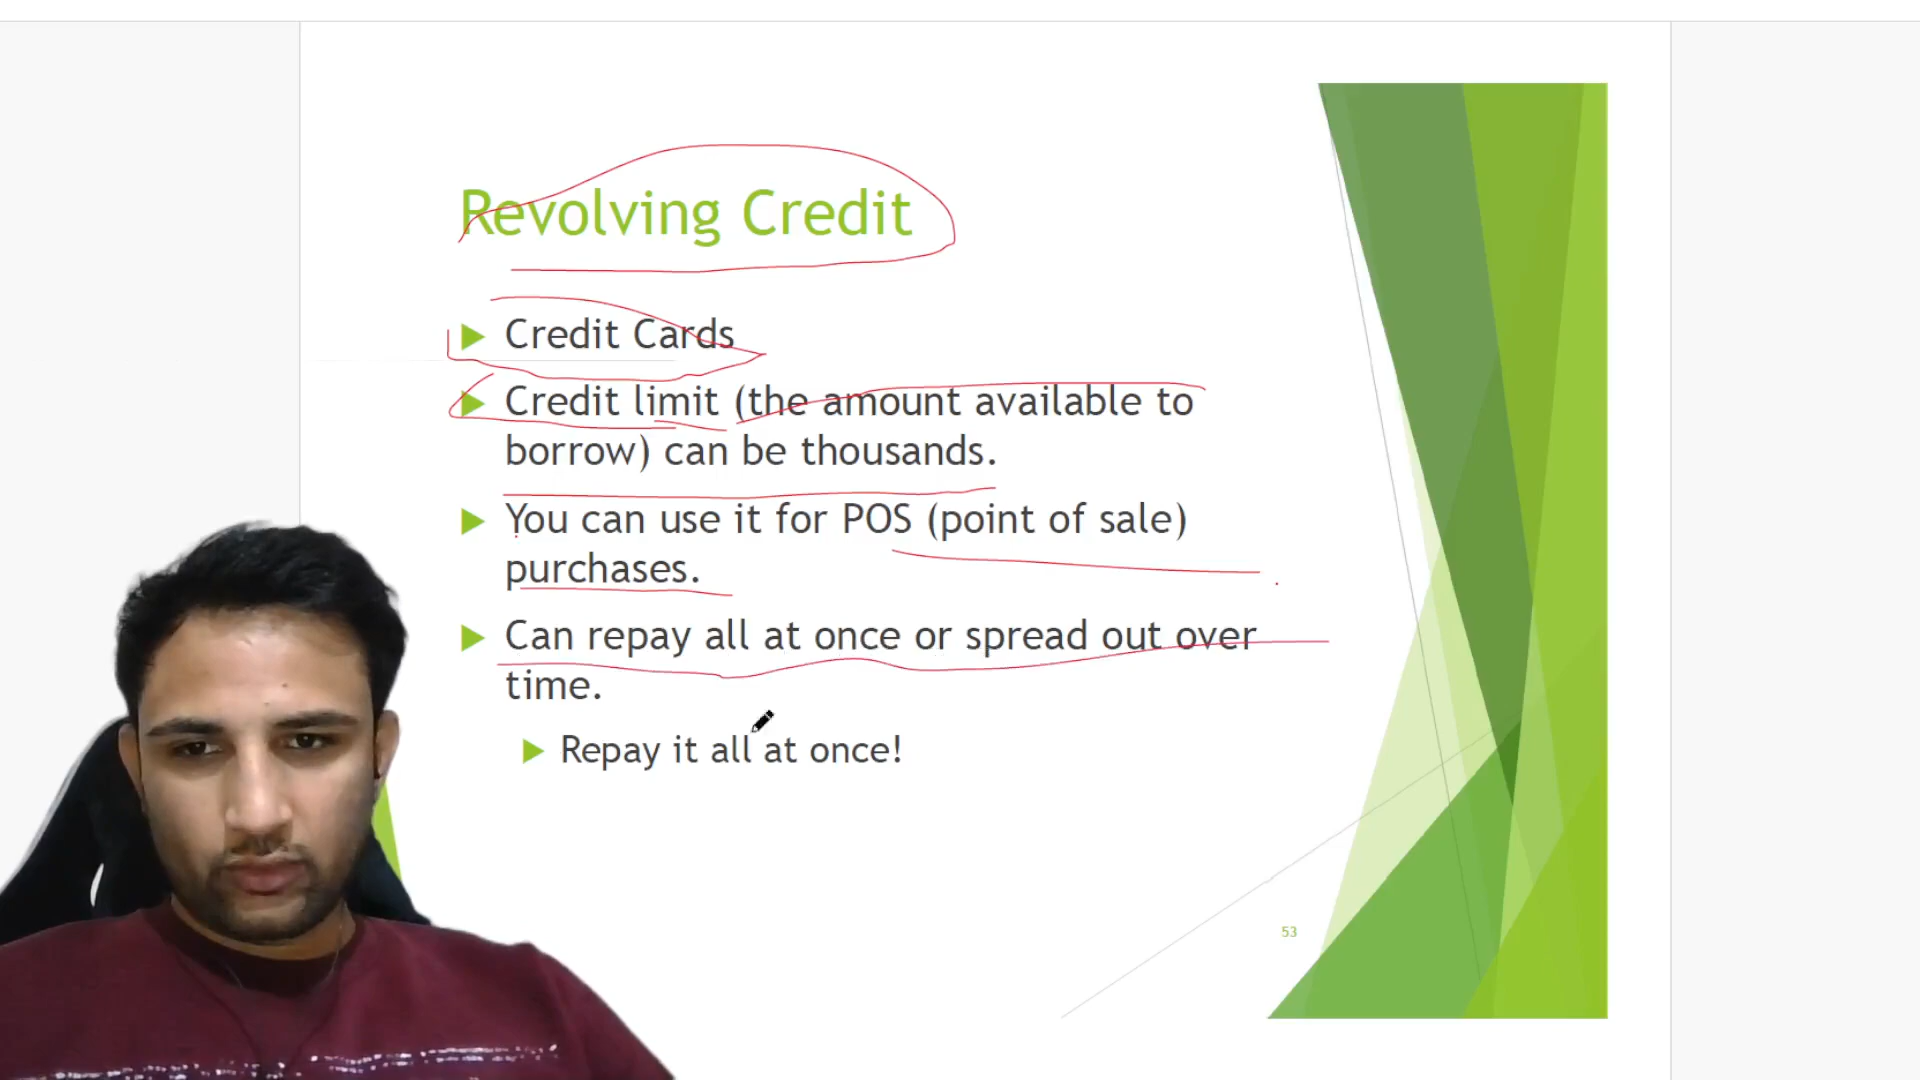 Revolving Credit
Credit Cards
Credit limit (the amount available to
borrow) can be thousands.
You can use it for POS (point of sale)
purchases.
Can repay all at once or spread out over
time.
Repay it all at once!
53